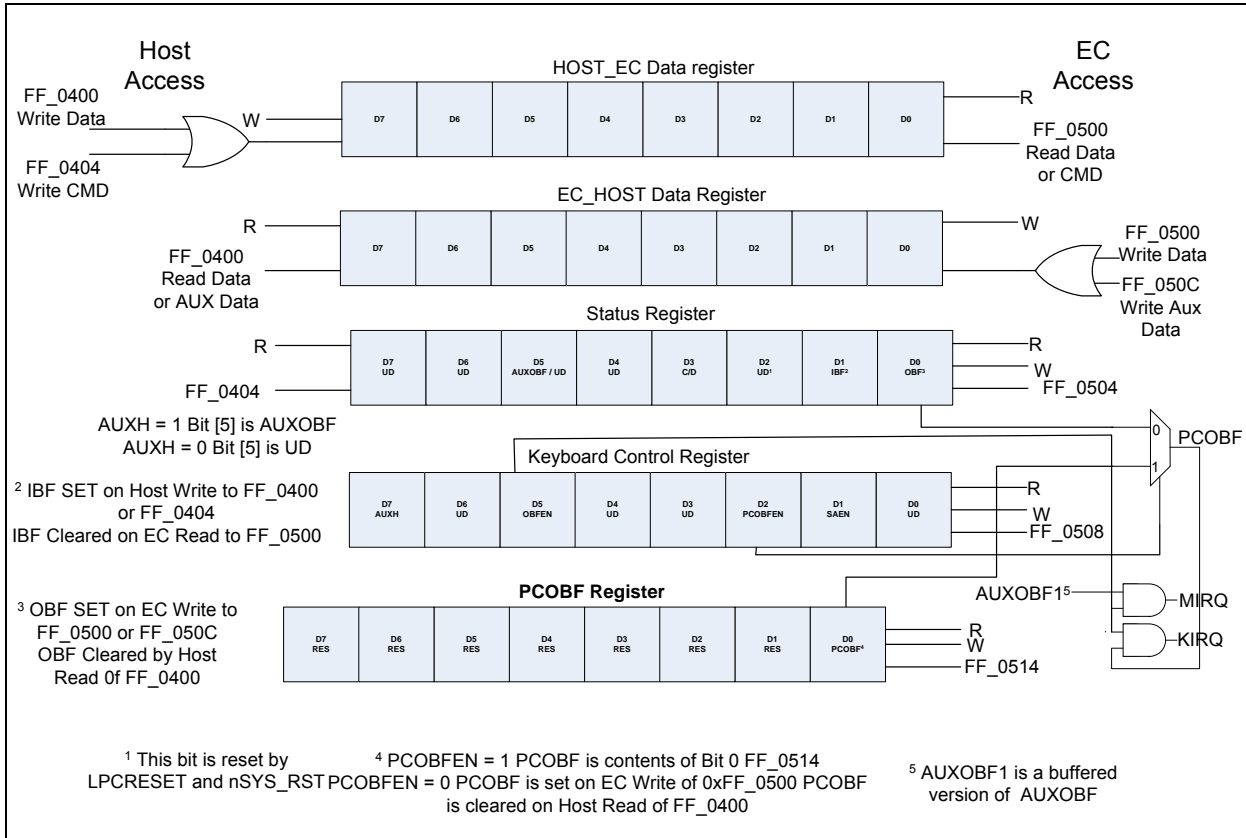 Host
Access
EC
Access
HOST_EC Data register
FF_0400
Write Data
FF_0404
Write CMD
W
D7 D6 D5 D4 D3 D2 D1 D0
R
FF_0500
Read Data
or CMD
EC_HOST Data Register
R
FF_0400
Read Data
or AUX Data
D7 D6 D5 D4 D3 D2 D1 D0
W
FF_0500
Write Data
FF_050C
Write Aux
Data
Status Register
R
FF_0404
D7 D6 D5 D4 D3 D2 D1 D0
UD UD AUXOBF / UD UD C/D UD¹ IBF² OBF³
R
W
FF_0504
AUXH = 1 Bit [5] is AUXOBF
AUXH = 0 Bit [5] is UD
0
1
PCOBF
Keyboard Control Register
² IBF SET on Host Write to FF_0400
or FF_0404
IBF Cleared on EC Read to FF_0500
D7 D6 D5 D4 D3 D2 D1 D0
AUXH UD OBFEN UD UD PCOBFEN SAEN UD
R
W
FF_0508
PCOBF Register
³ OBF SET on EC Write to
FF_0500 or FF_050C
OBF Cleared by Host
Read 0f FF_0400
D7 D6 D5 D4 D3 D2 D1 D0
RES RES RES RES RES RES RES PCOBF⁴
R
W
FF_0514
AUXOBF1⁵
MIRQ
KIRQ
¹ This bit is reset by
LPCRESET and nSYS_RST
⁴ PCOBFEN = 1 PCOBF is contents of Bit 0 FF_0514
PCOBFEN = 0 PCOBF is set on EC Write of 0xFF_0500 PCOBF
is cleared on Host Read of FF_0400
⁵ AUXOBF1 is a buffered
version of AUXOBF